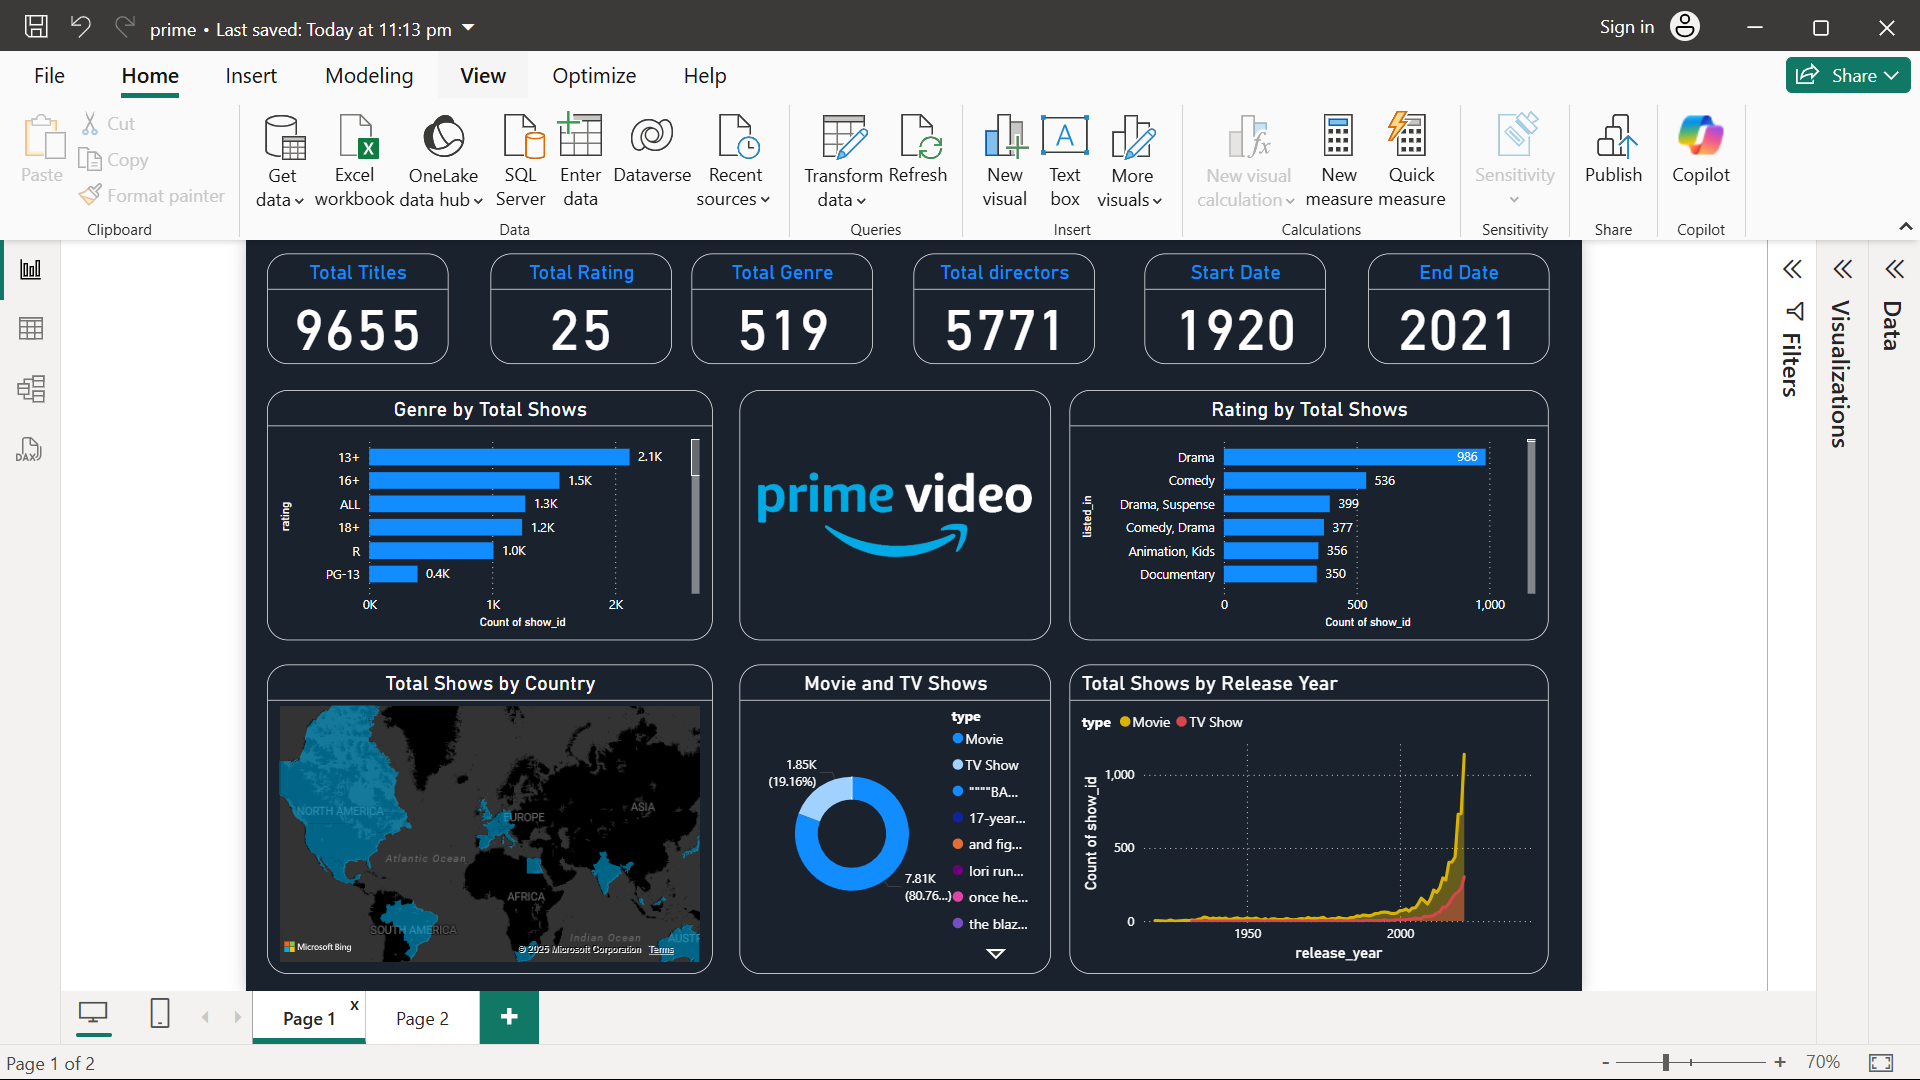 prime • Last saved: Today at 11:13 pm
Sign in
File
Home
Insert
Modeling
View
Optimize
Help
Share
Paste
Cut
Copy
Format painter
Clipboard
Get data
Excel workbook
OneLake data hub
SQL Server
Enter data
Dataverse
Recent sources
Data
Transform data
Refresh
Queries
New visual
Text box
More visuals
Insert
New visual calculation
New measure
Quick measure
Calculations
Sensitivity
Sensitivity
Publish
Share
Copilot
Copilot
DAX
Total Titles
9655
Total Rating
25
Total Genre
519
Total directors
5771
Start Date
1920
End Date
2021
Genre by Total Shows
rating
13+ 2.1K
16+ 1.5K
ALL 1.3K
18+ 1.2K
R 1.0K
PG-13 0.4K
0K 1K 2K
Count of show_id
prime video
Rating by Total Shows
listed_in
Drama 986
Comedy 536
Drama, Suspense 399
Comedy, Drama 377
Animation, Kids 356
Documentary 350
0 500 1,000
Count of show_id
Total Shows by Country
NORTH AMERICA
EUROPE
ASIA
Atlantic Ocean
AFRICA
SOUTH AMERICA
Indian Ocean
AUSTR
Microsoft Bing
© 2025 Microsoft Corporation Terms
Movie and TV Shows
1.85K
(19.16%)
7.81K
(80.76...)
type
Movie
TV Show
""""BA...
17-year...
and fig...
lori run...
once he...
the blaz...
Total Shows by Release Year
type Movie TV Show
Count of show_id
1,000
500
0
1950 2000
release_year
Filters
Visualizations
Data
Page 1 x
Page 2
+
Page 1 of 2
- + 70%